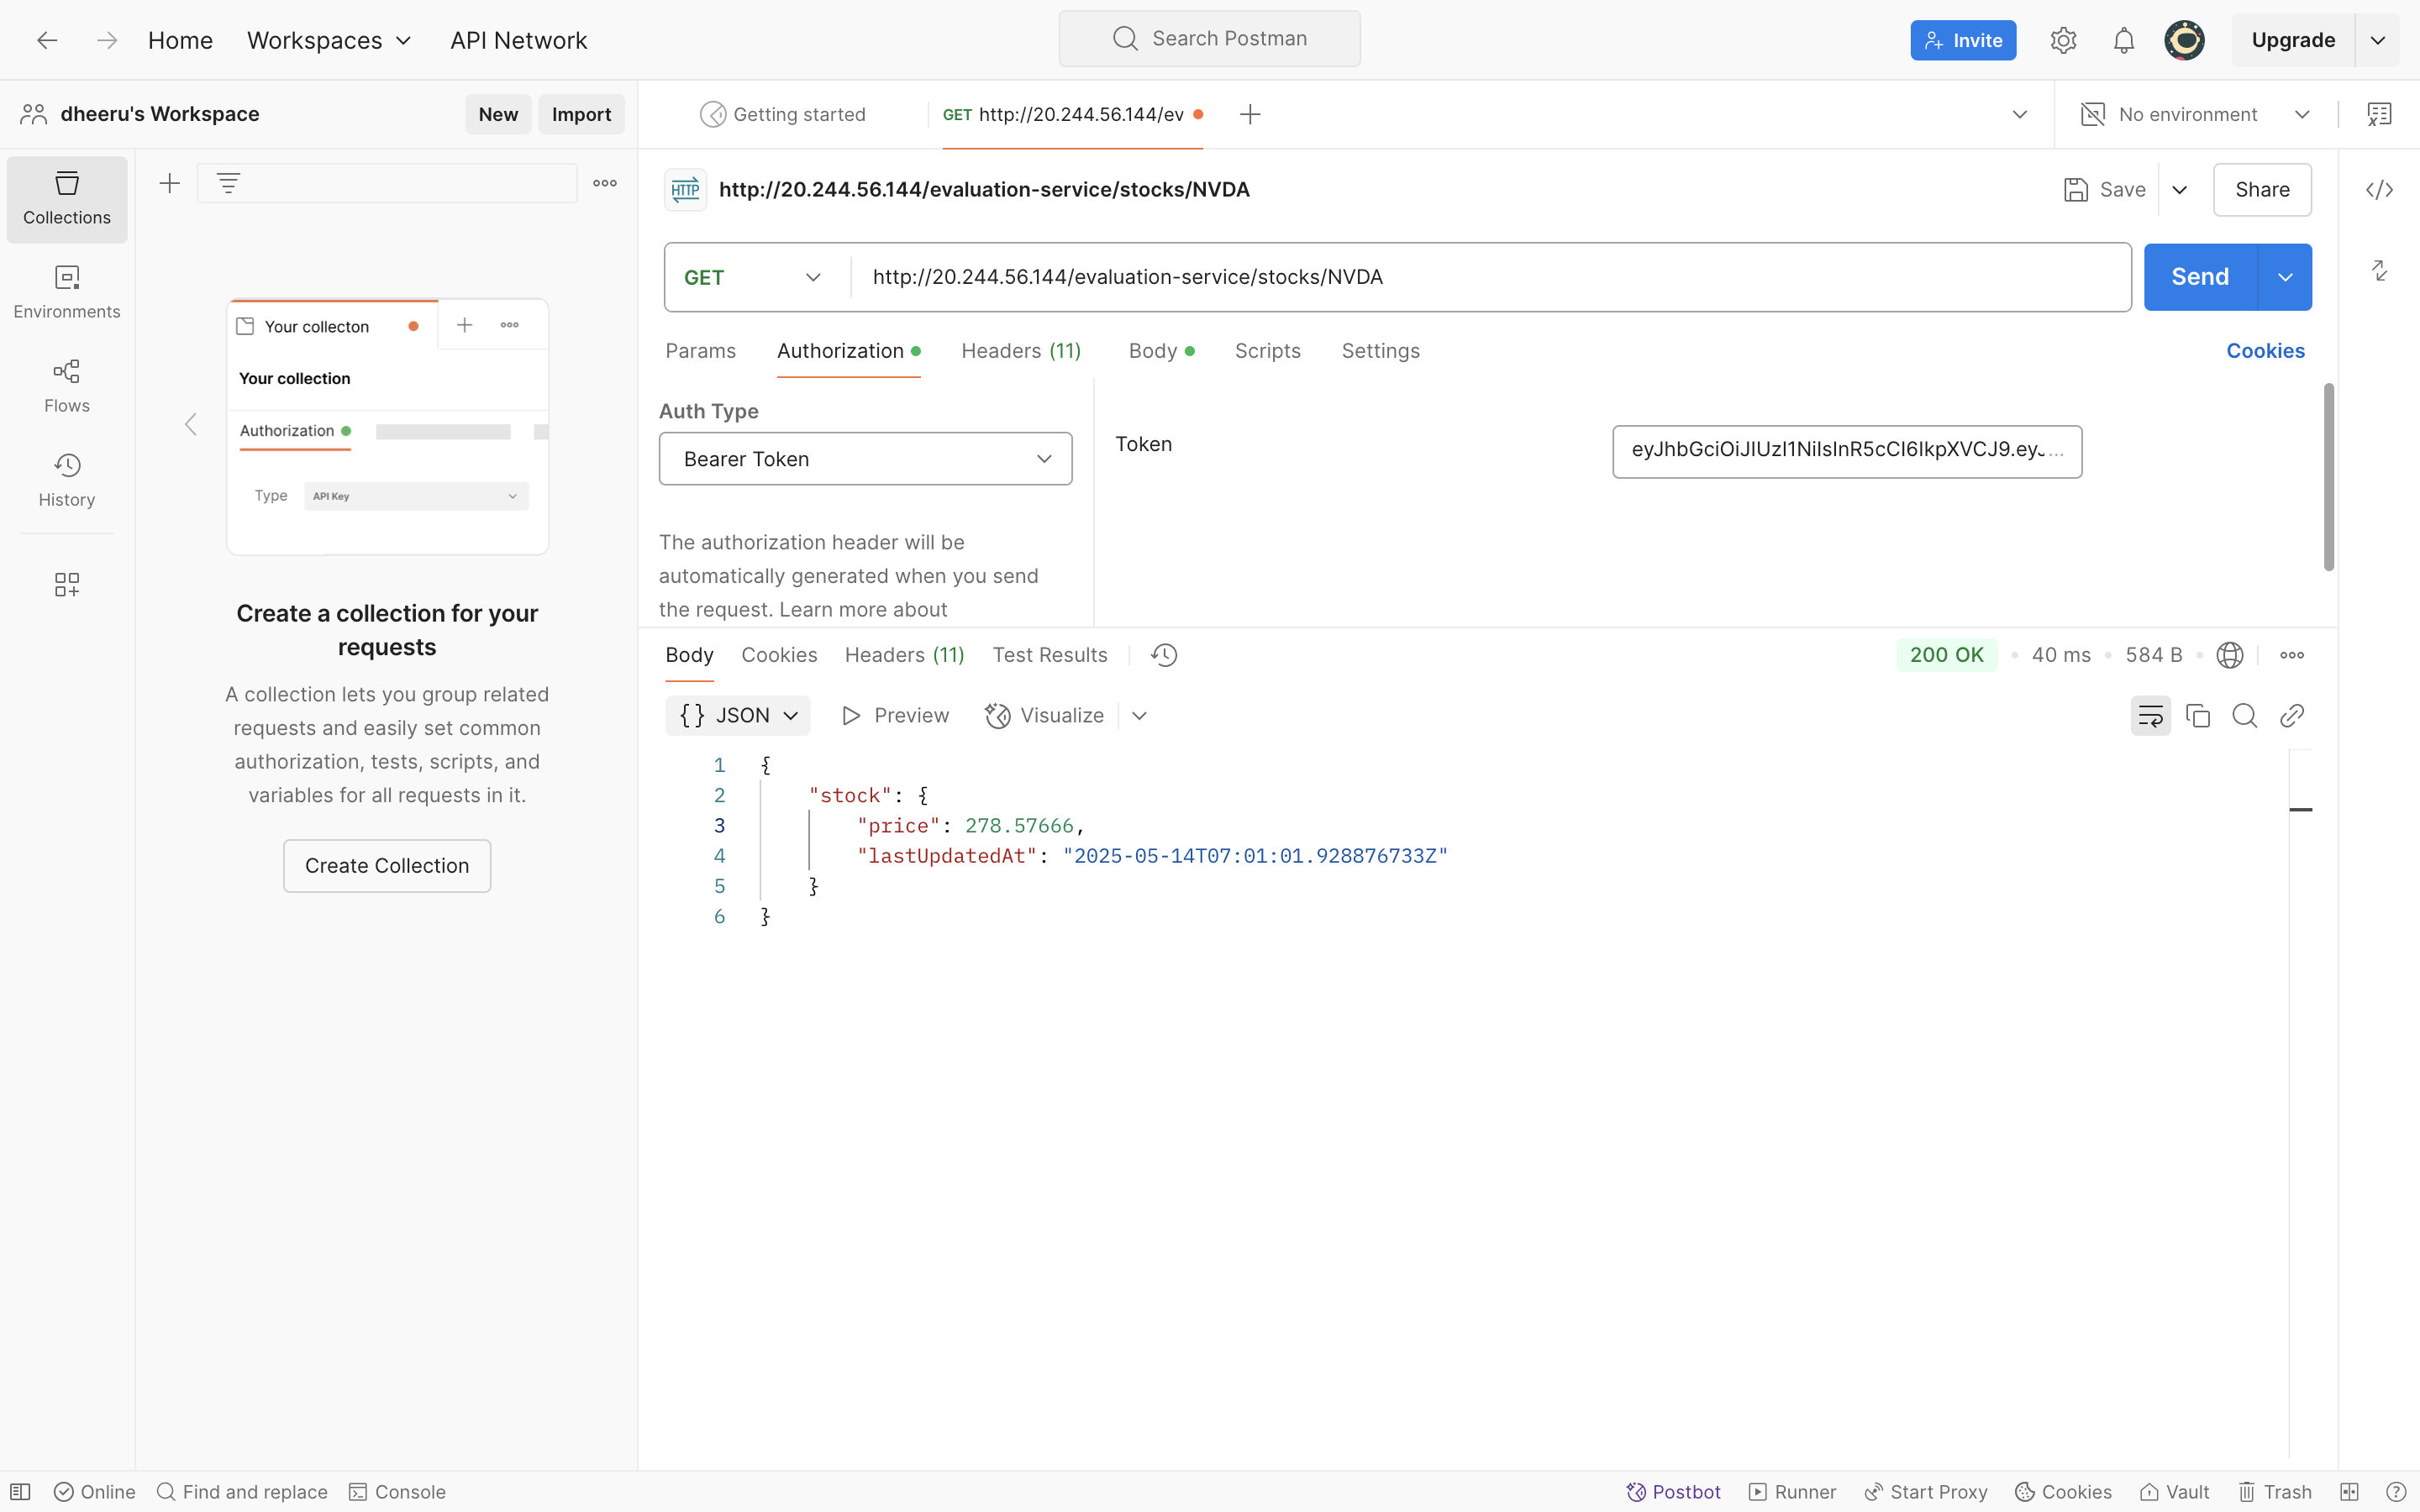 Home Workspaces API Network Search Postman Invite Upgrade
dheeru's Workspace New Import Getting started GET http://20.244.56.144/ev No environment
Collections
Environments
Flows
History
Your collecton
Your collection
Authorization
Type API Key
Create a collection for your
requests
A collection lets you group related
requests and easily set common
authorization, tests, scripts, and
variables for all requests in it.
Create Collection
HTTP http://20.244.56.144/evaluation-service/stocks/NVDA Save Share
GET http://20.244.56.144/evaluation-service/stocks/NVDA Send
Params Authorization Headers (11) Body Scripts Settings Cookies
Auth Type
Bearer Token
Token eyJhbGciOiJIUzI1NiIsInR5cCI6IkpXVCJ9.eyJ...
The authorization header will be
automatically generated when you send
the request. Learn more about
Body Cookies Headers (11) Test Results 200 OK 40 ms 584 B
{} JSON Preview Visualize
1 {
2 "stock": {
3 "price": 278.57666,
4 "lastUpdatedAt": "2025-05-14T07:01:01.928876733Z"
5 }
6 }
Online Find and replace Console Postbot Runner Start Proxy Cookies Vault Trash